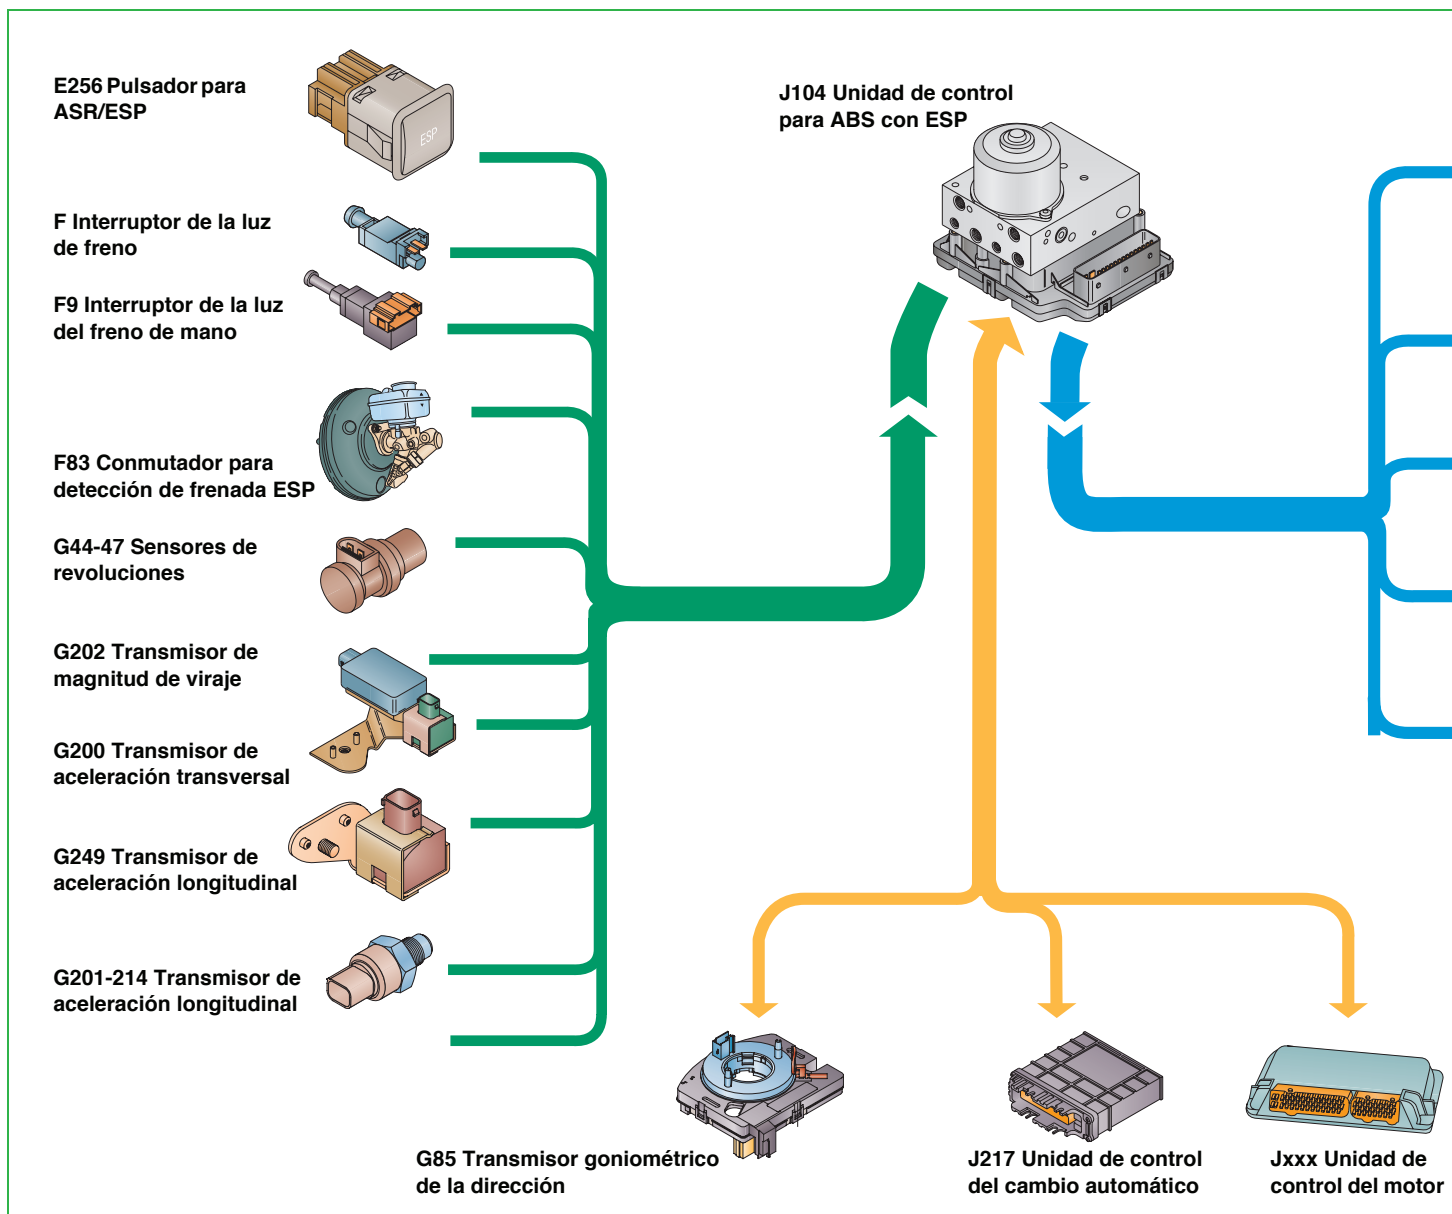 E256 Pulsador para
ASR/ESP
ESP
J104 Unidad de control
para ABS con ESP
F Interruptor de la luz
de freno
F9 Interruptor de la luz
del freno de mano
F83 Conmutador para
detección de frenada ESP
G44-47 Sensores de
revoluciones
G202 Transmisor de
magnitud de viraje
G200 Transmisor de
aceleración transversal
G249 Transmisor de
aceleración longitudinal
G201-214 Transmisor de
aceleración longitudinal
G85 Transmisor goniométrico
de la dirección
J217 Unidad de control
del cambio automático
Jxxx Unidad de
control del motor